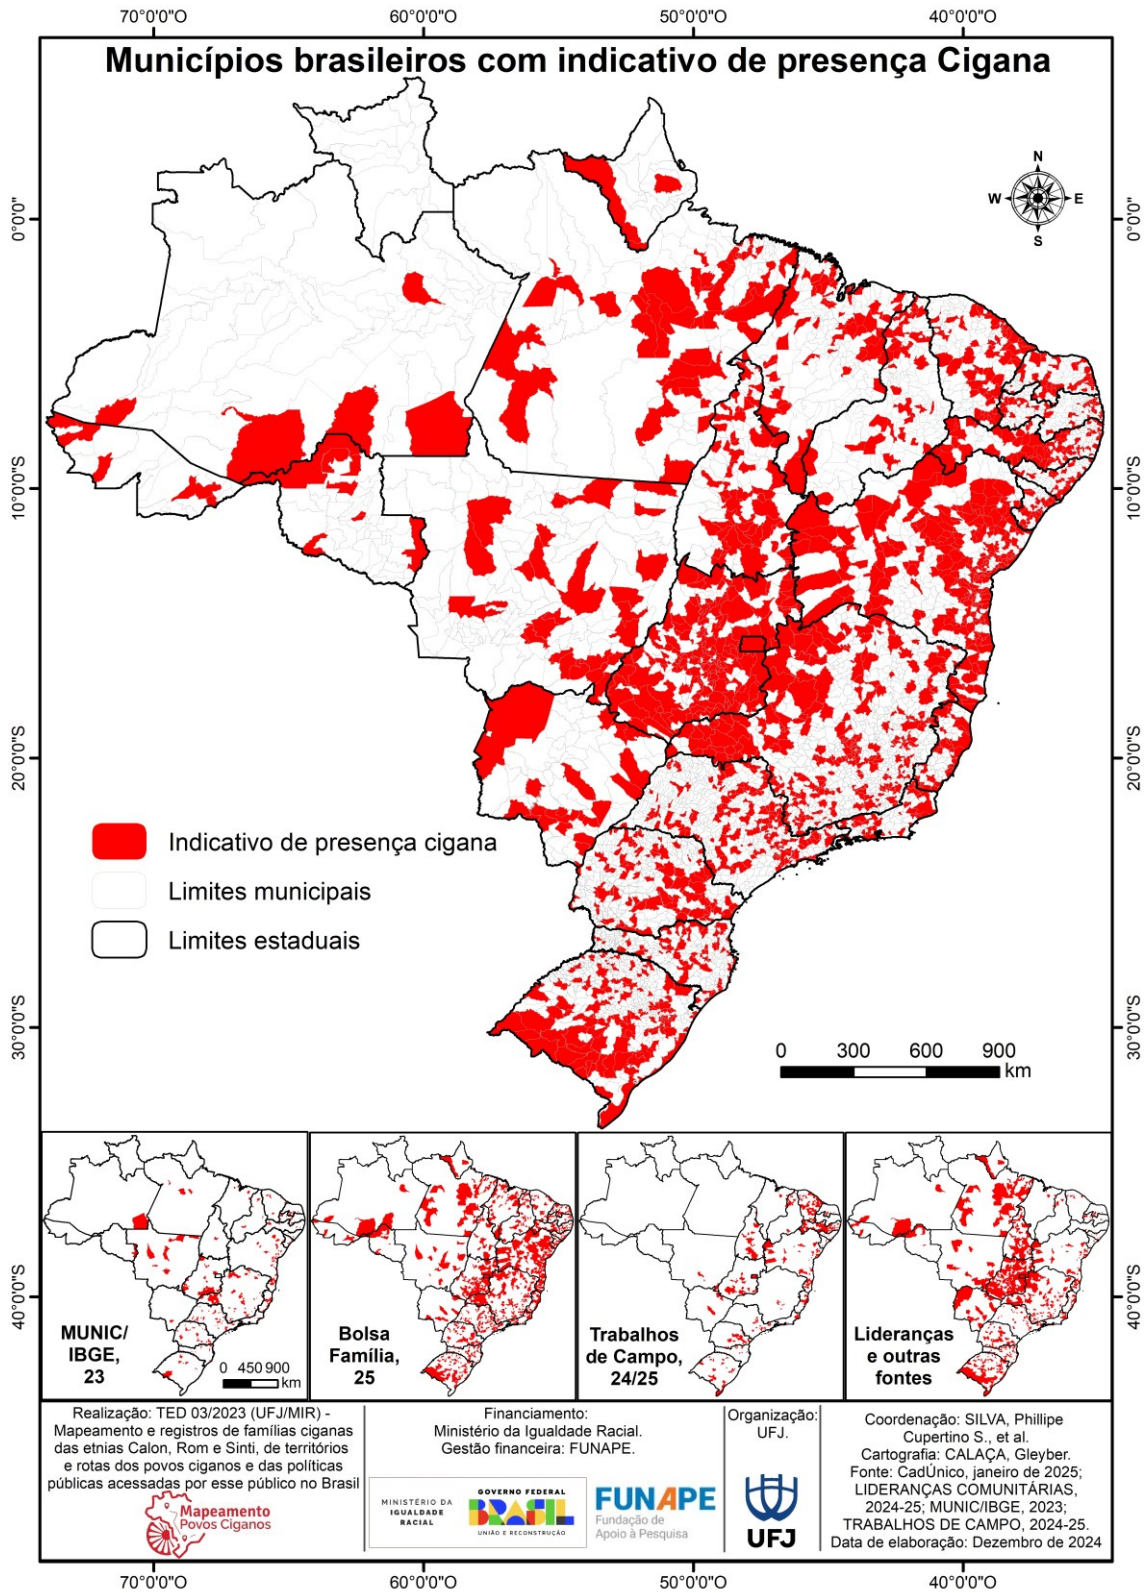 70°0'0"O 60°0'0"O 50°0'0"O 40°0'0"O
Municípios brasileiros com indicativo de presença Cigana
N
W E
S
0°0'0" 0°0'0"
10°0'0"S 10°0'0"S
20°0'0"S 20°0'0"S
Indicativo de presença cigana
Limites municipais
Limites estaduais
30°0'0"S 30°0'0"S
0 300 600 900
km
40°0'0"S 40°0'0"S
MUNIC/
IBGE,
23
0 450 900
km
Bolsa
Família,
25
Trabalhos
de Campo,
24/25
Lideranças
e outras
fontes
Realização: TED 03/2023 (UFJ/MIR) -
Mapeamento e registros de famílias ciganas
das etnias Calon, Rom e Sinti, de territórios
e rotas dos povos ciganos e das políticas
públicas acessadas por esse público no Brasil
Mapeamento
Povos Ciganos
Financiamento:
Ministério da Igualdade Racial.
Gestão financeira: FUNAPE.
MINISTÉRIO DA
IGUALDADE
RACIAL
GOVERNO FEDERAL
BRASIL
UNIÃO E RECONSTRUÇÃO
FUNAPE
Fundação de
Apoio à Pesquisa
Organização:
UFJ.
UFJ
Coordenação: SILVA, Phillipe
Cupertino S., et al.
Cartografia: CALAÇA, Gleyber.
Fonte: CadÚnico, janeiro de 2025;
LIDERANÇAS COMUNITÁRIAS,
2024-25; MUNIC/IBGE, 2023;
TRABALHOS DE CAMPO, 2024-25.
Data de elaboração: Dezembro de 2024
70°0'0"O 60°0'0"O 50°0'0"O 40°0'0"O